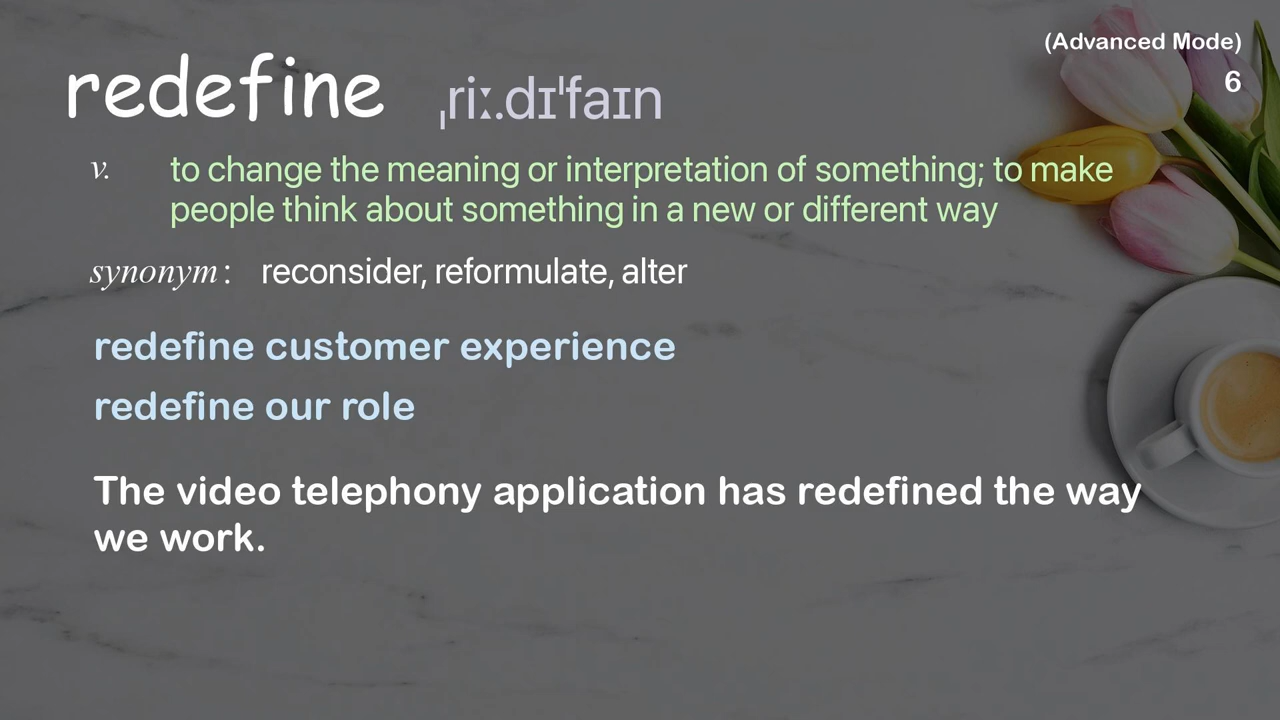 (Advanced Mode)
6
redefine ˌriː.dɪˈfaɪn
v. to change the meaning or interpretation of something; to make
people think about something in a new or different way
synonym : reconsider, reformulate, alter
redefine customer experience
redefine our role
The video telephony application has redefined the way
we work.